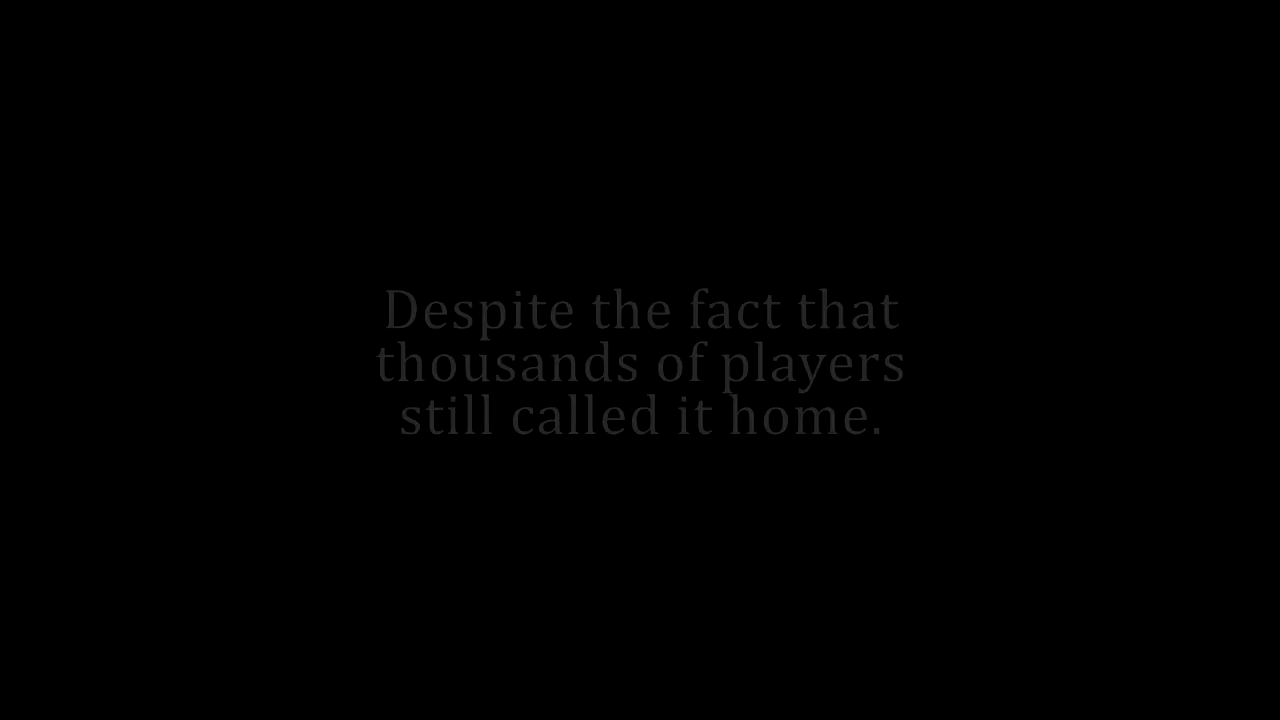 Despite the fact that
thousands of players
still called it home.